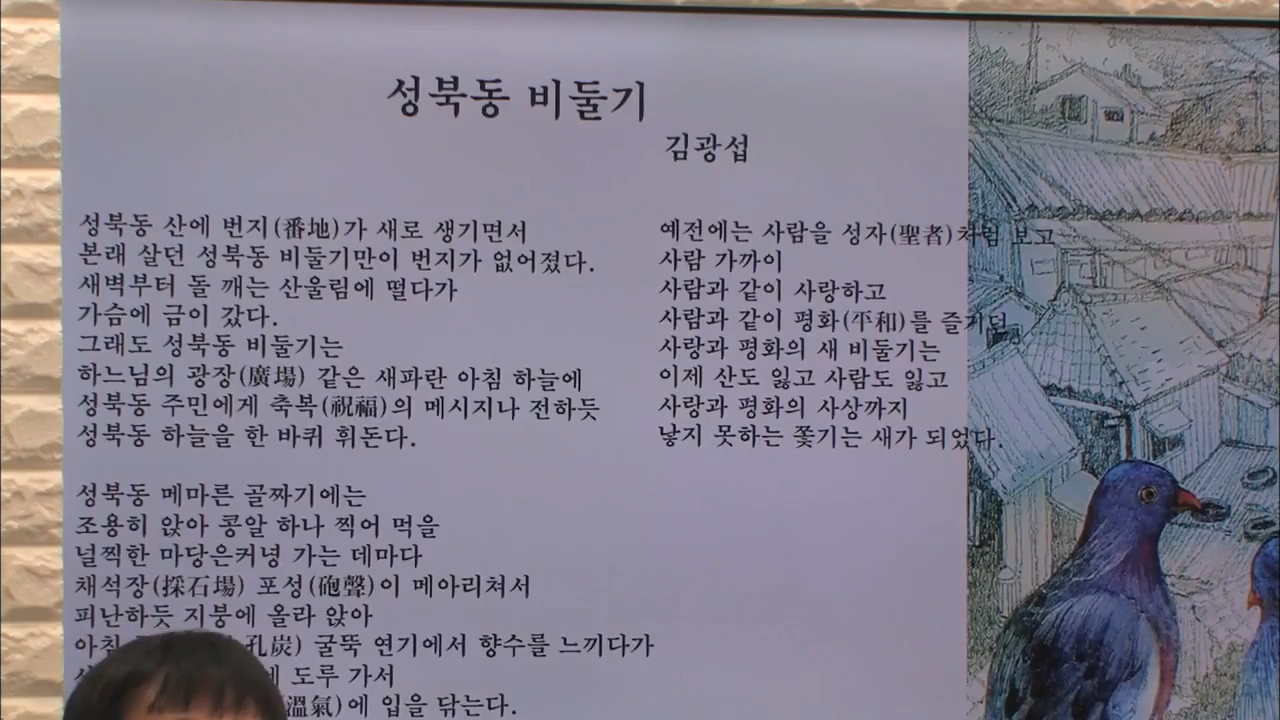 성북동 비둘기
김광섭
성북동 산에 번지(番地)가 새로 생기면서
본래 살던 성북동 비둘기만이 번지가 없어졌다.
새벽부터 돌 깨는 산울림에 떨다가
가슴에 금이 갔다.
그래도 성북동 비둘기는
하느님의 광장(廣場) 같은 새파란 아침 하늘에
성북동 주민에게 축복(祝福)의 메시지나 전하듯
성북동 하늘을 한 바퀴 휘돈다.
성북동 메마른 골짜기에는
조용히 앉아 콩알 하나 찍어 먹을
널찍한 마당은커녕 가는 데마다
채석장(採石場) 포성(砲聲)이 메아리쳐서
피난하듯 지붕에 올라 앉아
아침 孔炭) 굴뚝 연기에서 향수를 느끼다가
도루 가서
溫氣)에 입을 닦는다.
예전에는 사람을 성자(聖者)처럼 보고
사람 가까이
사람과 같이 사랑하고
사람과 같이 평화(平和)를 즐기던
사랑과 평화의 새 비둘기는
이제 산도 잃고 사람도 잃고
사랑과 평화의 사상까지
낳지 못하는 쫓기는 새가 되었다.